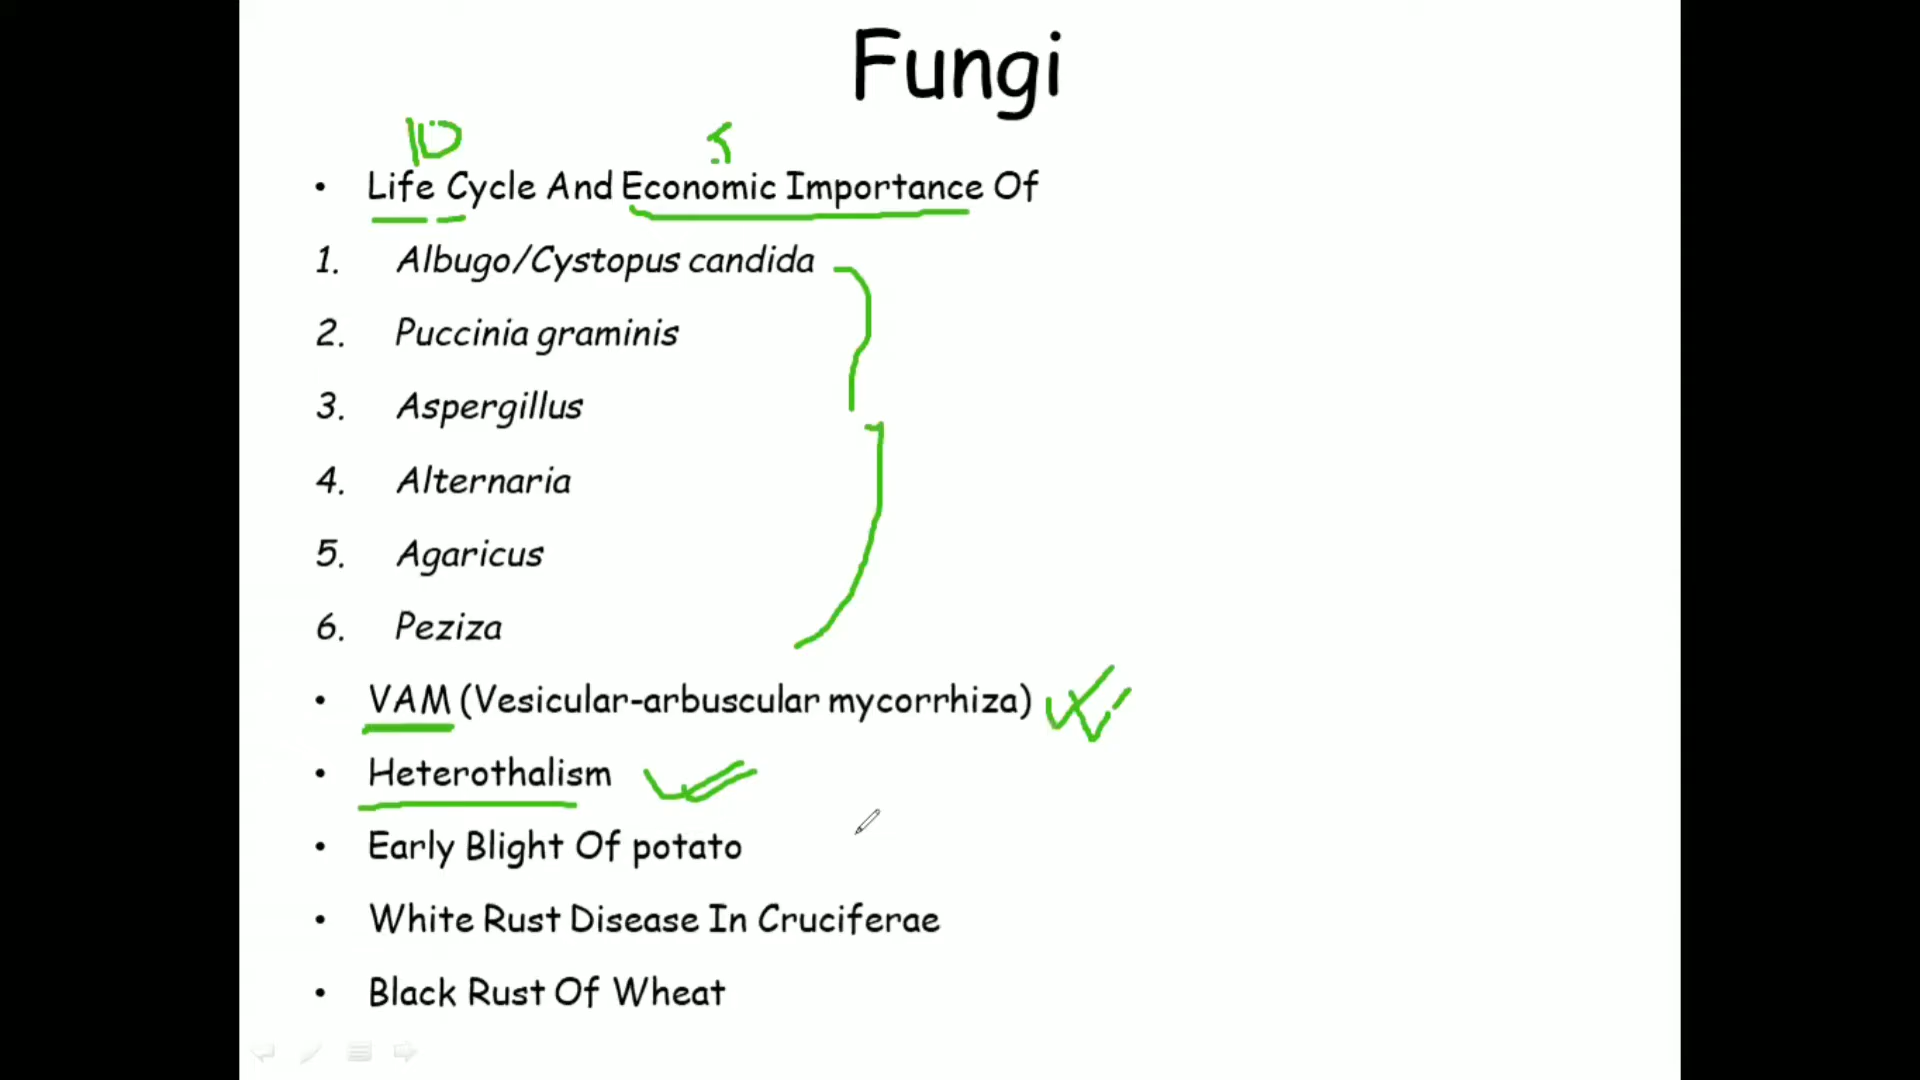 Fungi
10 5
• Life Cycle And Economic Importance Of
1. Albugo/Cystopus candida
2. Puccinia graminis
3. Aspergillus
4. Alternaria
5. Agaricus
6. Peziza
• VAM (Vesicular-arbuscular mycorrhiza)
• Heterothalism
• Early Blight Of potato
• White Rust Disease In Cruciferae
• Black Rust Of Wheat